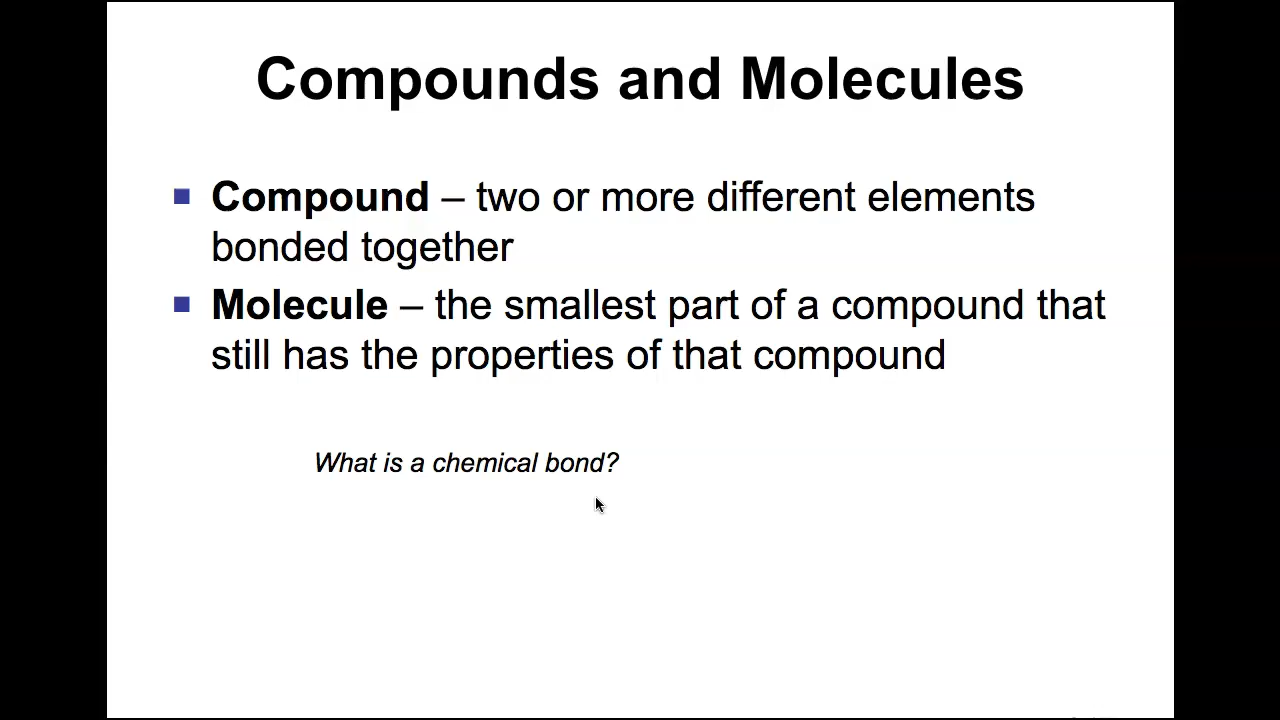 Compounds and Molecules
Compound – two or more different elements
bonded together
Molecule – the smallest part of a compound that
still has the properties of that compound
What is a chemical bond?